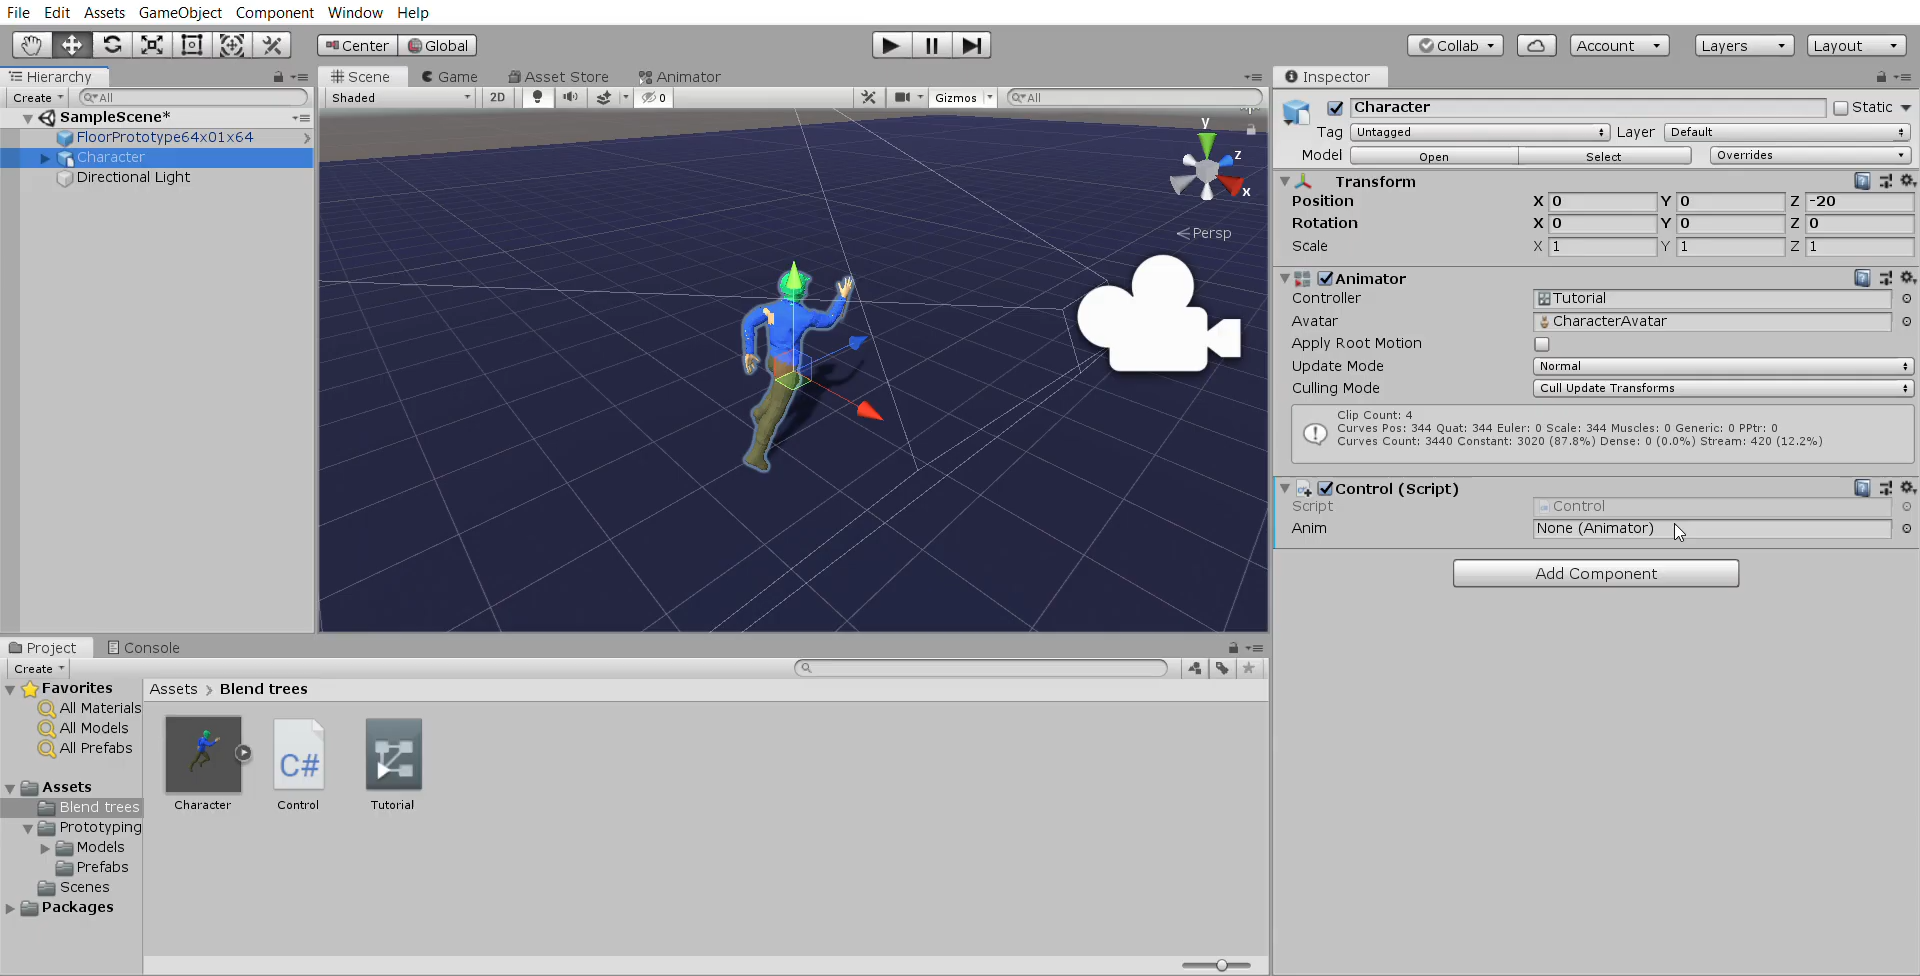 File Edit Assets GameObject Component Window Help
Center Global Collab Account Layers Layout
Hierarchy
Create All
SampleScene*
FloorPrototype64x01x64
Character
Directional Light
Scene Game Asset Store Animator
Shaded 2D 0 Gizmos All
y
z
x
Persp
Inspector
Character Static
Tag Untagged Layer Default
Model Open Select Overrides
Transform
Position X 0 Y 0 Z -20
Rotation X 0 Y 0 Z 0
Scale X 1 Y 1 Z 1
Animator
Controller Tutorial
Avatar CharacterAvatar
Apply Root Motion
Update Mode Normal
Culling Mode Cull Update Transforms
Clip Count: 4
Curves Pos: 344 Quat: 344 Euler: 0 Scale: 344 Muscles: 0 Generic: 0 PPtr: 0
Curves Count: 3440 Constant: 3020 (87.8%) Dense: 0 (0.0%) Stream: 420 (12.2%)
Control (Script)
Script Control
Anim None (Animator)
Add Component
Project Console
Create
Favorites
All Materials
All Models
All Prefabs
Assets
Blend trees
Prototyping
Models
Prefabs
Scenes
Packages
Assets > Blend trees
C#
Character Control Tutorial